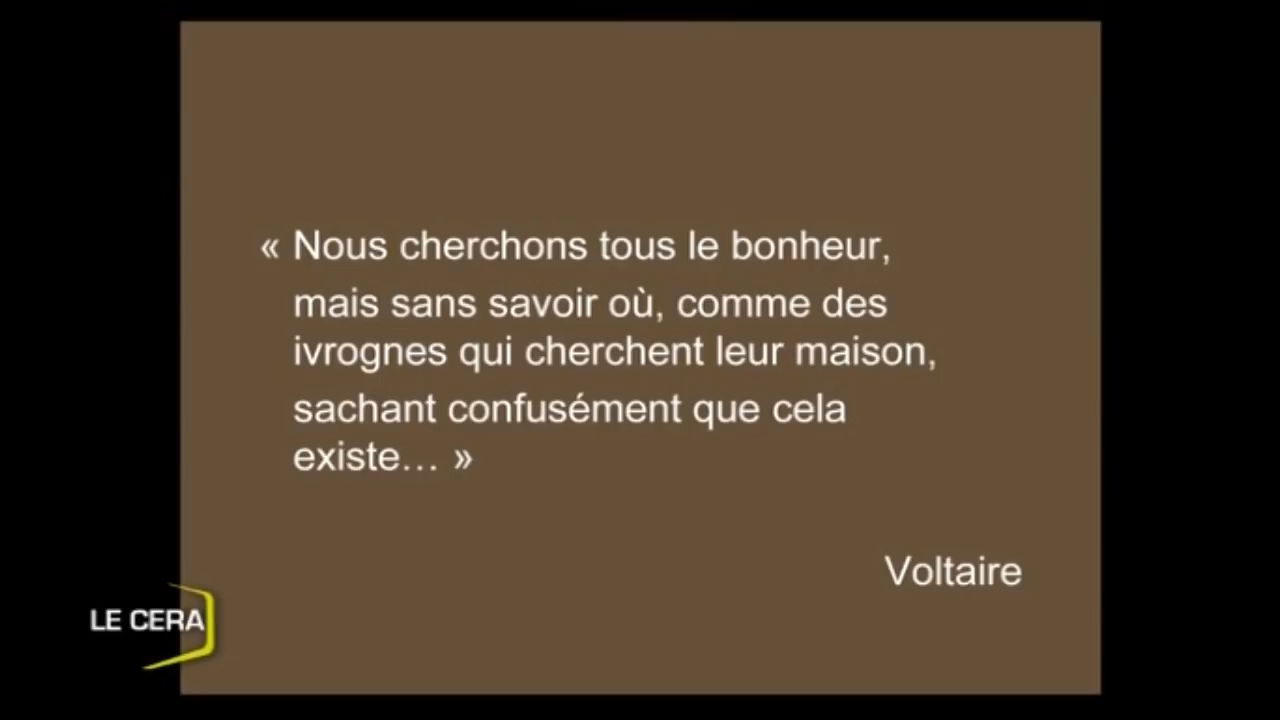 « Nous cherchons tous le bonheur,
mais sans savoir où, comme des
ivrognes qui cherchent leur maison,
sachant confusément que cela
existe… »
Voltaire
LE CERA